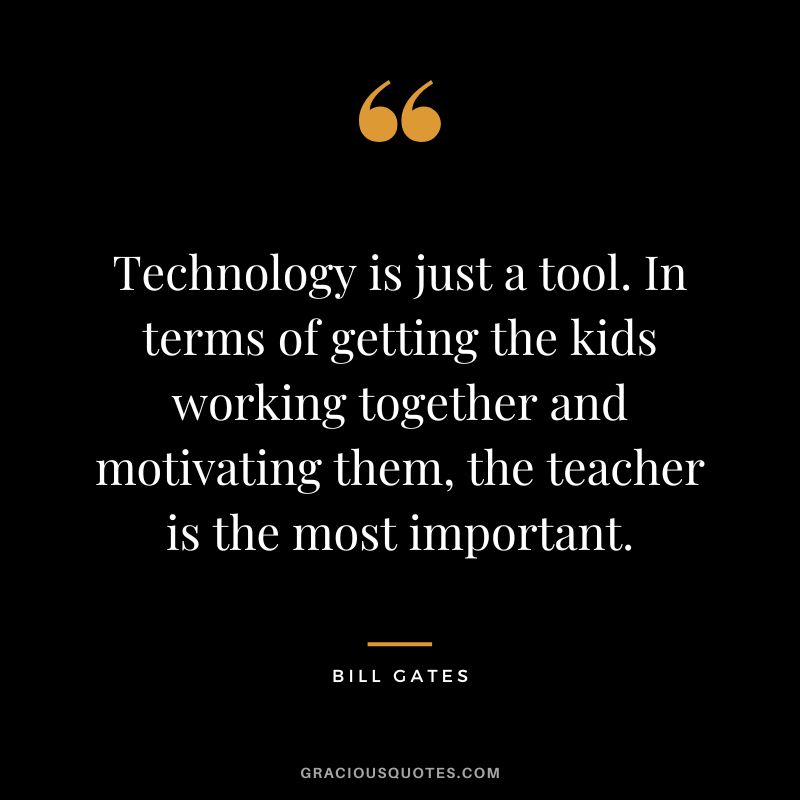 “
Technology is just a tool. In
terms of getting the kids
working together and
motivating them, the teacher
is the most important.
BILL GATES
GRACIOUSQUOTES.COM